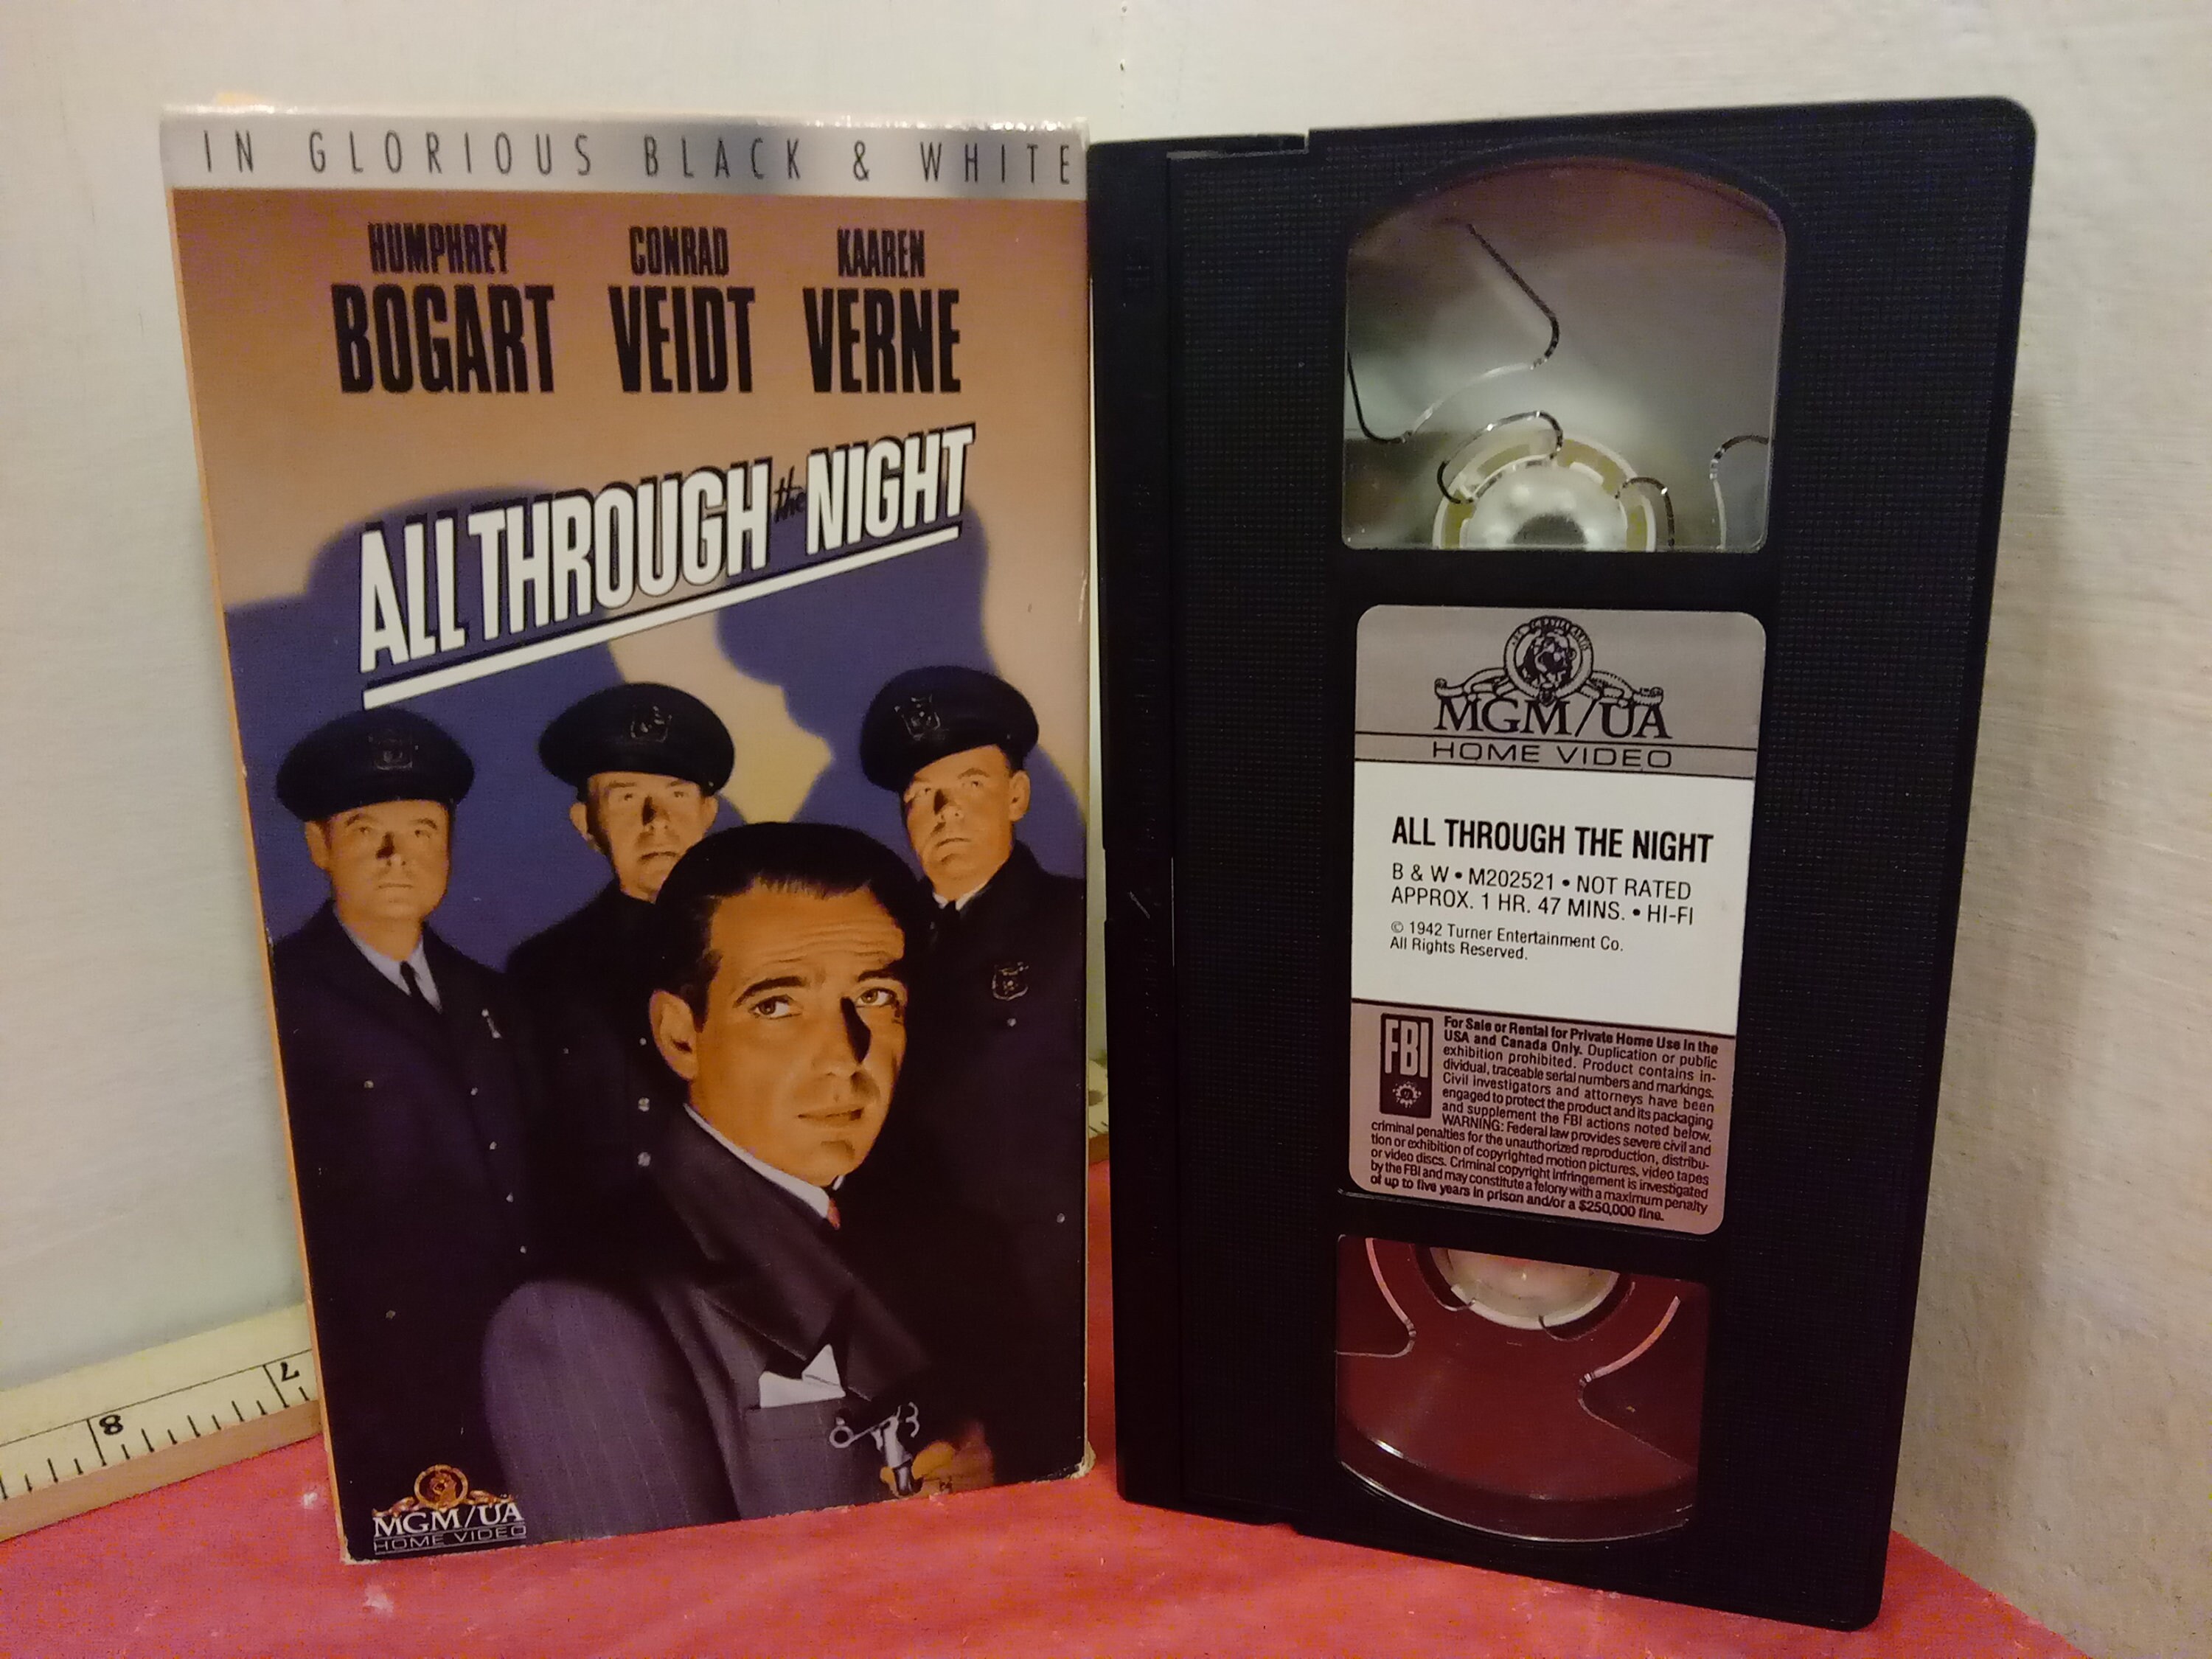 IN GLORIOUS BLACK & WHITE
HUMPHREY BOGART
CONRAD VEIDT
KAAREN VERNE
ALL THROUGH the NIGHT
MGM/UA
HOME VIDEO
8
7
MGM/UA
HOME VIDEO
ALL THROUGH THE NIGHT
B & W • M202521 • NOT RATED
APPROX. 1 HR. 47 MINS. • HI-FI
© 1942 Turner Entertainment Co.
All Rights Reserved.
FBI
For Sale or Rental for Private Home Use in the
USA and Canada Only. Duplication or public
exhibition prohibited. Product contains in-
dividual, traceable serial numbers and markings.
Civil investigators and attorneys have been
engaged to protect the product and its packaging
and supplement the FBI actions noted below.
WARNING: Federal law provides severe civil and
criminal penalties for the unauthorized reproduction, distribu-
tion or exhibition of copyrighted motion pictures, video tapes
or video discs. Criminal copyright infringement is investigated
by the FBI and may constitute a felony with a maximum penalty
of up to five years in prison and/or a $250,000 fine.